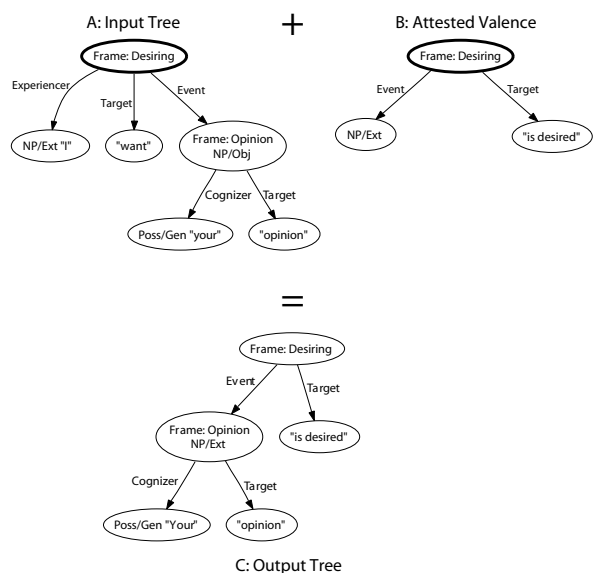 A: Input Tree
+
B: Attested Valence
Frame: Desiring
Experiencer
Target
Event
NP/Ext "I"
"want"
Frame: Opinion
NP/Obj
Cognizer
Target
Poss/Gen "your"
"opinion"
Frame: Desiring
Event
Target
NP/Ext
"is desired"
=
Frame: Desiring
Event
Target
Frame: Opinion
NP/Ext
"is desired"
Cognizer
Target
Poss/Gen "Your"
"opinion"
C: Output Tree